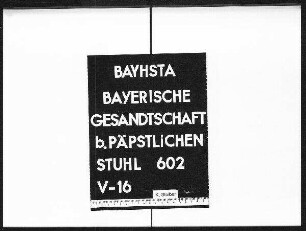 BAYHSTA
BAYERISCHE
GESANDTSCHAFT
b. PÄPSTLICHEN
STUHL 602
V-16